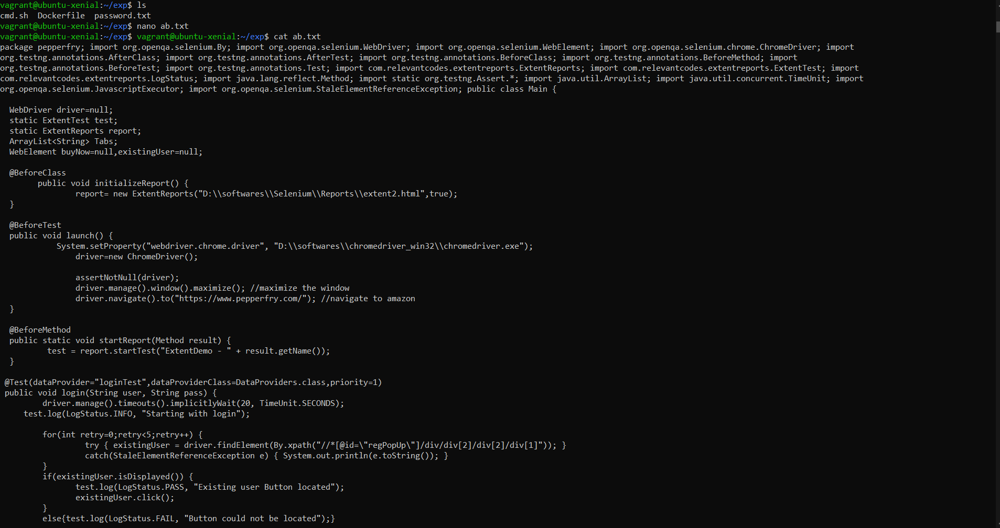 vagrant@ubuntu-xenial:~/exp$ ls
cmd.sh  Dockerfile  password.txt
vagrant@ubuntu-xenial:~/exp$ nano ab.txt
vagrant@ubuntu-xenial:~/exp$ vagrant@ubuntu-xenial:~/exp$ cat ab.txt
package pepperfry; import org.openqa.selenium.By; import org.openqa.selenium.WebDriver; import org.openqa.selenium.WebElement; import org.openqa.selenium.chrome.ChromeDriver; import
org.testng.annotations.AfterClass; import org.testng.annotations.AfterTest; import org.testng.annotations.BeforeClass; import org.testng.annotations.BeforeMethod; import
org.testng.annotations.BeforeTest; import org.testng.annotations.Test; import com.relevantcodes.extentreports.ExtentReports; import com.relevantcodes.extentreports.ExtentTest; import
com.relevantcodes.extentreports.LogStatus; import java.lang.reflect.Method; import static org.testng.Assert.*; import java.util.ArrayList; import java.util.concurrent.TimeUnit; import
org.openqa.selenium.JavascriptExecutor; import org.openqa.selenium.StaleElementReferenceException; public class Main {

  WebDriver driver=null;
  static ExtentTest test;
  static ExtentReports report;
  ArrayList<String> Tabs;
  WebElement buyNow=null,existingUser=null;

  @BeforeClass
        public void initializeReport() {
                report= new ExtentReports("D:\\softwares\\Selenium\\Reports\\extent2.html",true);
  }

  @BeforeTest
  public void launch() {
            System.setProperty("webdriver.chrome.driver", "D:\\softwares\\chromedriver_win32\\chromedriver.exe");
                driver=new ChromeDriver();

                assertNotNull(driver);
                driver.manage().window().maximize(); //maximize the window
                driver.navigate().to("https://www.pepperfry.com/"); //navigate to amazon
  }

  @BeforeMethod
  public static void startReport(Method result) {
          test = report.startTest("ExtentDemo - " + result.getName());
  }

 @Test(dataProvider="loginTest",dataProviderClass=DataProviders.class,priority=1)
 public void login(String user, String pass) {
         driver.manage().timeouts().implicitlyWait(20, TimeUnit.SECONDS);
     test.log(LogStatus.INFO, "Starting with login");

         for(int retry=0;retry<5;retry++) {
                  try { existingUser = driver.findElement(By.xpath("//*[@id=\"regPopUp\"]/div/div[2]/div[2]/div[1]")); }
                  catch(StaleElementReferenceException e) { System.out.println(e.toString()); }
         }
         if(existingUser.isDisplayed()) {
                test.log(LogStatus.PASS, "Existing user Button located");
                existingUser.click();
         }
         else{test.log(LogStatus.FAIL, "Button could not be located");}